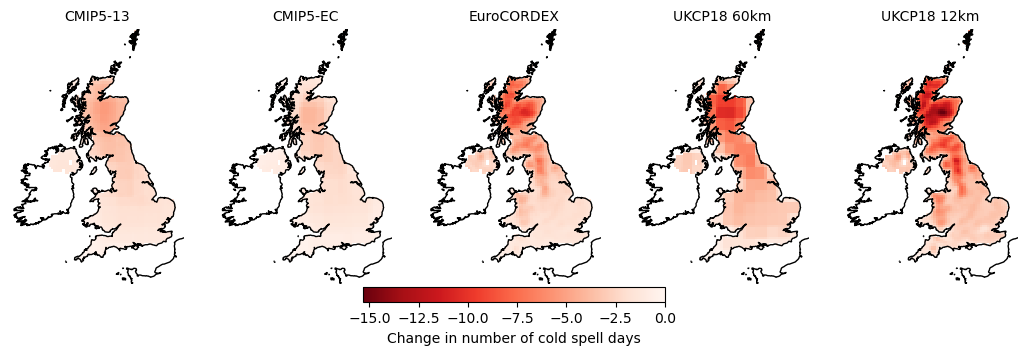 CMIP5-13 CMIP5-EC EuroCORDEX UKCP18 60km UKCP18 12km
−15.0 −12.5 −10.0 −7.5 −5.0 −2.5 0.0
Change in number of cold spell days